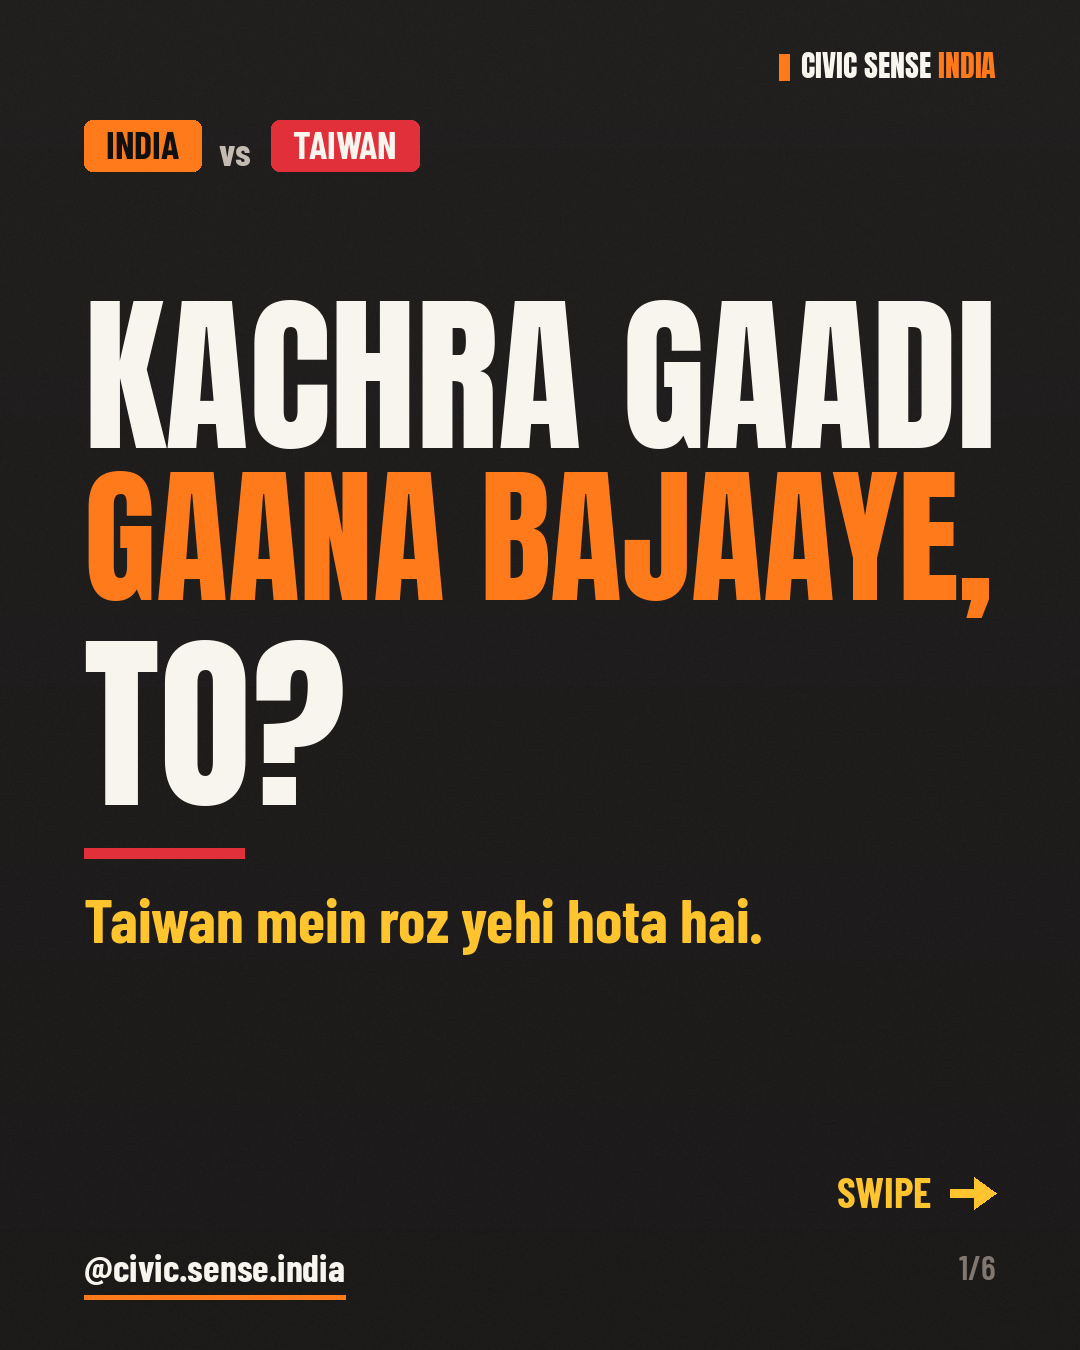 CIVIC SENSE INDIA
INDIA vs TAIWAN
KACHRA GAADI
GAANA BAJAAYE,
TO?
Taiwan mein roz yehi hota hai.
SWIPE
@civic.sense.india
1/6